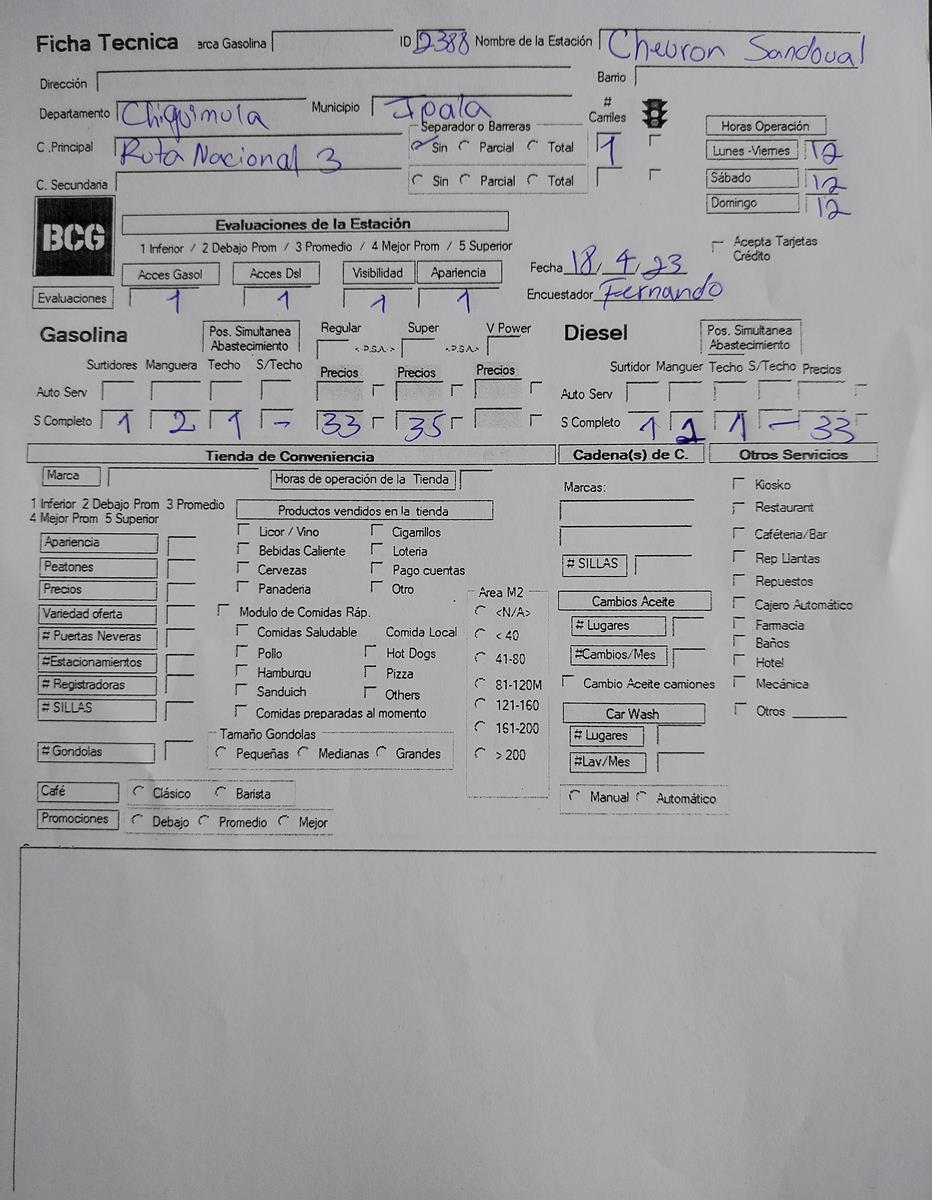 Ficha Tecnica arca Gasolina ID 2388 Nombre de la Estación Chevron Sandoval
Dirección Barrio
Departamento Chiquimula Municipio Ipala # Carriles
Separador o Barreras
C .Principal Ruta Nacional 3 Sin Parcial Total 1
C. Secundaria Sin Parcial Total
Horas Operación
Lunes -Viernes 12
Sábado 12
Domingo 12
BCG
Evaluaciones de la Estación
1 Inferior / 2 Debajo Prom / 3 Promedio / 4 Mejor Prom / 5 Superior
Acepta Tarjetas
Crédito
Acces Gasol Acces Dsl Visibilidad Apariencia
Fecha 18, 4, 23
Evaluaciones 1 1 1 1
Encuestador Fernando
Gasolina Pos. Simultanea Abastecimiento Regular Super V Power
<.P.S.A.> <.P.S.A.>
Surtidores Manguera Techo S/Techo Precios Precios Precios
Auto Serv
S Completo 1 2 1 - 33 35
Diesel Pos. Simultanea Abastecimiento
Surtidor Manguer Techo S/Techo Precios
Auto Serv
S Completo 1 1 1 - 33
Tienda de Conveniencia Cadena(s) de C. Otros Servicios
Marca Horas de operación de la Tienda
1 Inferior 2 Debajo Prom 3 Promedio
4 Mejor Prom 5 Superior
Apariencia
Peatones
Precios
Variedad oferta
# Puertas Neveras
#Estacionamientos
# Registradoras
# SILLAS
# Gondolas
Productos vendidos en la tienda
Licor / Vino Cigarrillos
Bebidas Caliente Loteria
Cervezas Pago cuentas
Panaderia Otro
Modulo de Comidas Ráp.
Comidas Saludable Comida Local
Pollo Hot Dogs
Hamburgu Pizza
Sanduich Others
Comidas preparadas al momento
Tamaño Gondolas
Pequeñas Medianas Grandes
Area M2
<N/A>
< 40
41-80
81-120M
121-160
161-200
> 200
Café Clásico Barista
Promociones Debajo Promedio Mejor
Marcas:
# SILLAS
Cambios Aceite
# Lugares
#Cambios/Mes
Cambio Aceite camiones
Car Wash
# Lugares
#Lav/Mes
Manual Automático
Kiosko
Restaurant
Caféteria/Bar
Rep Llantas
Repuestos
Cajero Automático
Farmacia
Baños
Hotel
Mecánica
Otros